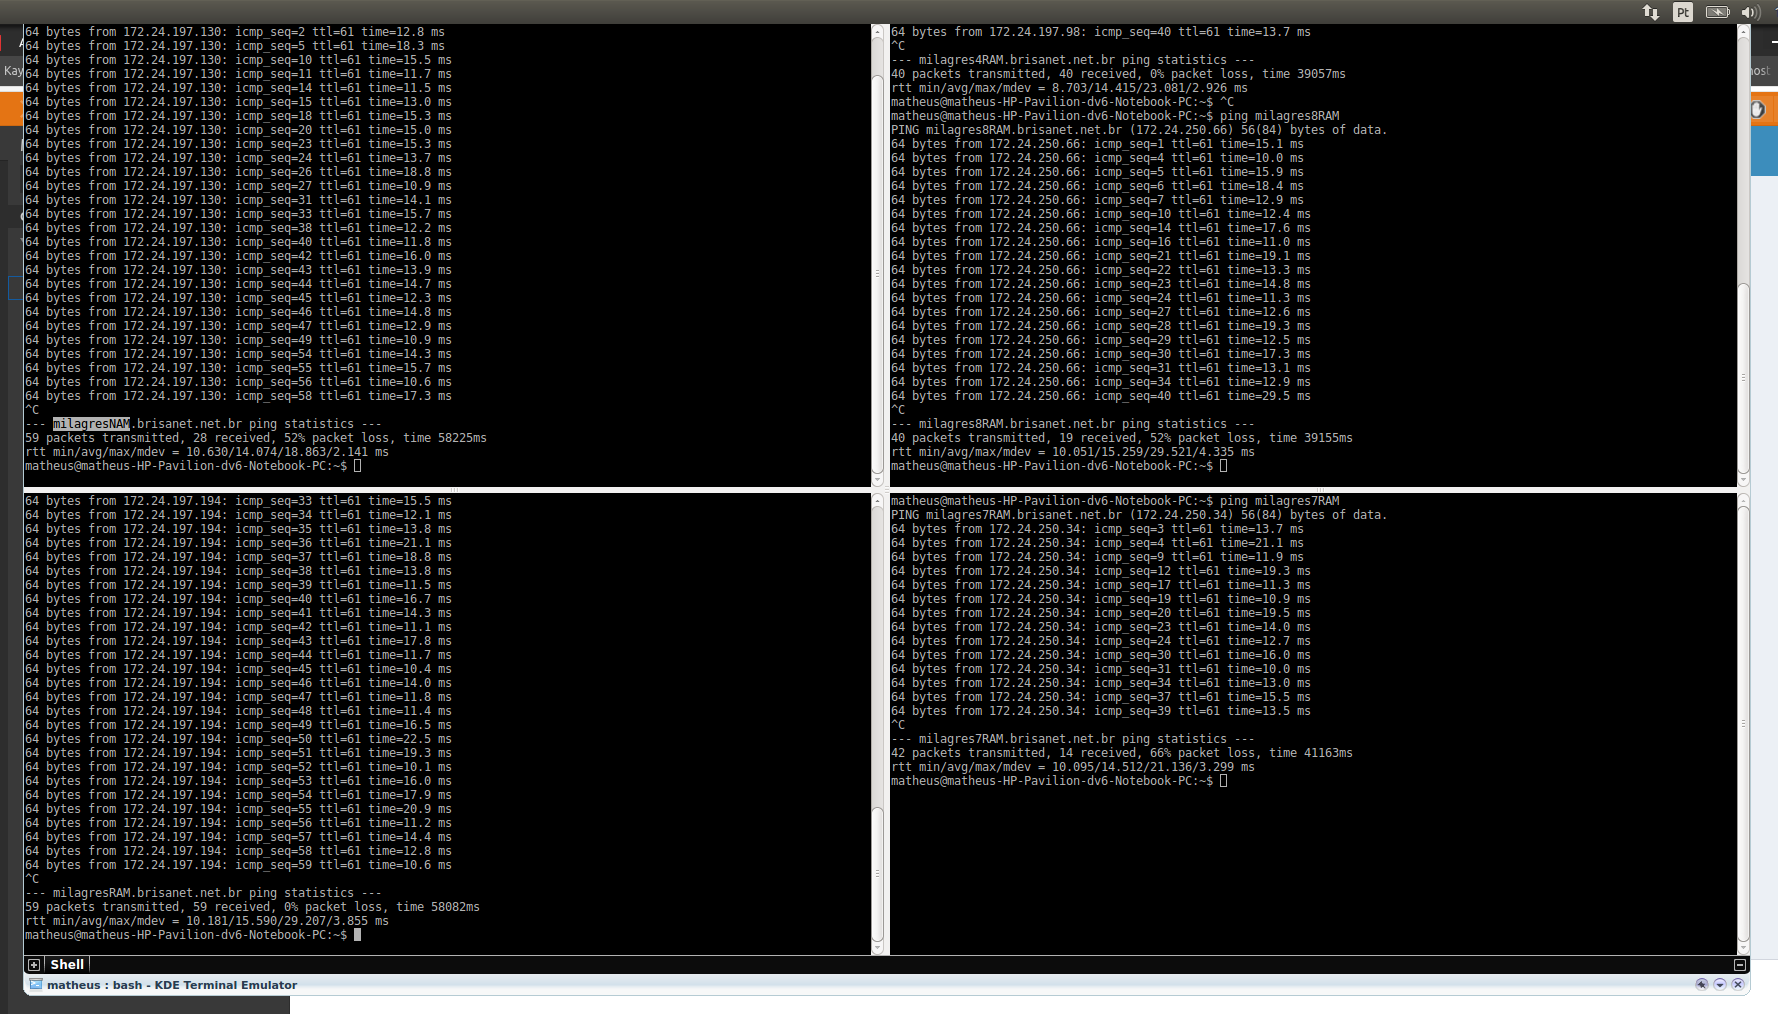 Pt
Kay
ost
64 bytes from 172.24.197.130: icmp_seq=2 ttl=61 time=12.8 ms
64 bytes from 172.24.197.130: icmp_seq=5 ttl=61 time=18.3 ms
64 bytes from 172.24.197.130: icmp_seq=10 ttl=61 time=15.5 ms
64 bytes from 172.24.197.130: icmp_seq=11 ttl=61 time=11.7 ms
64 bytes from 172.24.197.130: icmp_seq=14 ttl=61 time=11.5 ms
64 bytes from 172.24.197.130: icmp_seq=15 ttl=61 time=13.0 ms
64 bytes from 172.24.197.130: icmp_seq=18 ttl=61 time=15.3 ms
64 bytes from 172.24.197.130: icmp_seq=20 ttl=61 time=15.0 ms
64 bytes from 172.24.197.130: icmp_seq=23 ttl=61 time=15.3 ms
64 bytes from 172.24.197.130: icmp_seq=24 ttl=61 time=13.7 ms
64 bytes from 172.24.197.130: icmp_seq=26 ttl=61 time=18.8 ms
64 bytes from 172.24.197.130: icmp_seq=27 ttl=61 time=10.9 ms
64 bytes from 172.24.197.130: icmp_seq=31 ttl=61 time=14.1 ms
64 bytes from 172.24.197.130: icmp_seq=33 ttl=61 time=15.7 ms
64 bytes from 172.24.197.130: icmp_seq=38 ttl=61 time=12.2 ms
64 bytes from 172.24.197.130: icmp_seq=40 ttl=61 time=11.8 ms
64 bytes from 172.24.197.130: icmp_seq=42 ttl=61 time=16.0 ms
64 bytes from 172.24.197.130: icmp_seq=43 ttl=61 time=13.9 ms
64 bytes from 172.24.197.130: icmp_seq=44 ttl=61 time=14.7 ms
64 bytes from 172.24.197.130: icmp_seq=45 ttl=61 time=12.3 ms
64 bytes from 172.24.197.130: icmp_seq=46 ttl=61 time=14.8 ms
64 bytes from 172.24.197.130: icmp_seq=47 ttl=61 time=12.9 ms
64 bytes from 172.24.197.130: icmp_seq=49 ttl=61 time=10.9 ms
64 bytes from 172.24.197.130: icmp_seq=54 ttl=61 time=14.3 ms
64 bytes from 172.24.197.130: icmp_seq=55 ttl=61 time=15.7 ms
64 bytes from 172.24.197.130: icmp_seq=56 ttl=61 time=10.6 ms
64 bytes from 172.24.197.130: icmp_seq=58 ttl=61 time=17.3 ms
^C
--- milagresNAM.brisanet.net.br ping statistics ---
59 packets transmitted, 28 received, 52% packet loss, time 58225ms
rtt min/avg/max/mdev = 10.630/14.074/18.863/2.141 ms
matheus@matheus-HP-Pavilion-dv6-Notebook-PC:~$
64 bytes from 172.24.197.98: icmp_seq=40 ttl=61 time=13.7 ms
^C
--- milagres4RAM.brisanet.net.br ping statistics ---
40 packets transmitted, 40 received, 0% packet loss, time 39057ms
rtt min/avg/max/mdev = 8.703/14.415/23.081/2.926 ms
matheus@matheus-HP-Pavilion-dv6-Notebook-PC:~$ ^C
matheus@matheus-HP-Pavilion-dv6-Notebook-PC:~$ ping milagres8RAM
PING milagres8RAM.brisanet.net.br (172.24.250.66) 56(84) bytes of data.
64 bytes from 172.24.250.66: icmp_seq=1 ttl=61 time=15.1 ms
64 bytes from 172.24.250.66: icmp_seq=4 ttl=61 time=10.0 ms
64 bytes from 172.24.250.66: icmp_seq=5 ttl=61 time=15.9 ms
64 bytes from 172.24.250.66: icmp_seq=6 ttl=61 time=18.4 ms
64 bytes from 172.24.250.66: icmp_seq=7 ttl=61 time=12.9 ms
64 bytes from 172.24.250.66: icmp_seq=10 ttl=61 time=12.4 ms
64 bytes from 172.24.250.66: icmp_seq=14 ttl=61 time=17.6 ms
64 bytes from 172.24.250.66: icmp_seq=16 ttl=61 time=11.0 ms
64 bytes from 172.24.250.66: icmp_seq=21 ttl=61 time=19.1 ms
64 bytes from 172.24.250.66: icmp_seq=22 ttl=61 time=13.3 ms
64 bytes from 172.24.250.66: icmp_seq=23 ttl=61 time=14.8 ms
64 bytes from 172.24.250.66: icmp_seq=24 ttl=61 time=11.3 ms
64 bytes from 172.24.250.66: icmp_seq=27 ttl=61 time=12.6 ms
64 bytes from 172.24.250.66: icmp_seq=28 ttl=61 time=19.3 ms
64 bytes from 172.24.250.66: icmp_seq=29 ttl=61 time=12.5 ms
64 bytes from 172.24.250.66: icmp_seq=30 ttl=61 time=17.3 ms
64 bytes from 172.24.250.66: icmp_seq=31 ttl=61 time=13.1 ms
64 bytes from 172.24.250.66: icmp_seq=34 ttl=61 time=12.9 ms
64 bytes from 172.24.250.66: icmp_seq=40 ttl=61 time=29.5 ms
^C
--- milagres8RAM.brisanet.net.br ping statistics ---
40 packets transmitted, 19 received, 52% packet loss, time 39155ms
rtt min/avg/max/mdev = 10.051/15.259/29.521/4.335 ms
matheus@matheus-HP-Pavilion-dv6-Notebook-PC:~$
64 bytes from 172.24.197.194: icmp_seq=33 ttl=61 time=15.5 ms
64 bytes from 172.24.197.194: icmp_seq=34 ttl=61 time=12.1 ms
64 bytes from 172.24.197.194: icmp_seq=35 ttl=61 time=13.8 ms
64 bytes from 172.24.197.194: icmp_seq=36 ttl=61 time=21.1 ms
64 bytes from 172.24.197.194: icmp_seq=37 ttl=61 time=18.8 ms
64 bytes from 172.24.197.194: icmp_seq=38 ttl=61 time=13.8 ms
64 bytes from 172.24.197.194: icmp_seq=39 ttl=61 time=11.5 ms
64 bytes from 172.24.197.194: icmp_seq=40 ttl=61 time=16.7 ms
64 bytes from 172.24.197.194: icmp_seq=41 ttl=61 time=14.3 ms
64 bytes from 172.24.197.194: icmp_seq=42 ttl=61 time=11.1 ms
64 bytes from 172.24.197.194: icmp_seq=43 ttl=61 time=17.8 ms
64 bytes from 172.24.197.194: icmp_seq=44 ttl=61 time=11.7 ms
64 bytes from 172.24.197.194: icmp_seq=45 ttl=61 time=10.4 ms
64 bytes from 172.24.197.194: icmp_seq=46 ttl=61 time=14.0 ms
64 bytes from 172.24.197.194: icmp_seq=47 ttl=61 time=11.8 ms
64 bytes from 172.24.197.194: icmp_seq=48 ttl=61 time=11.4 ms
64 bytes from 172.24.197.194: icmp_seq=49 ttl=61 time=16.5 ms
64 bytes from 172.24.197.194: icmp_seq=50 ttl=61 time=22.5 ms
64 bytes from 172.24.197.194: icmp_seq=51 ttl=61 time=19.3 ms
64 bytes from 172.24.197.194: icmp_seq=52 ttl=61 time=10.1 ms
64 bytes from 172.24.197.194: icmp_seq=53 ttl=61 time=16.0 ms
64 bytes from 172.24.197.194: icmp_seq=54 ttl=61 time=17.9 ms
64 bytes from 172.24.197.194: icmp_seq=55 ttl=61 time=20.9 ms
64 bytes from 172.24.197.194: icmp_seq=56 ttl=61 time=11.2 ms
64 bytes from 172.24.197.194: icmp_seq=57 ttl=61 time=14.4 ms
64 bytes from 172.24.197.194: icmp_seq=58 ttl=61 time=12.8 ms
64 bytes from 172.24.197.194: icmp_seq=59 ttl=61 time=10.6 ms
^C
--- milagresRAM.brisanet.net.br ping statistics ---
59 packets transmitted, 59 received, 0% packet loss, time 58082ms
rtt min/avg/max/mdev = 10.181/15.590/29.207/3.855 ms
matheus@matheus-HP-Pavilion-dv6-Notebook-PC:~$
matheus@matheus-HP-Pavilion-dv6-Notebook-PC:~$ ping milagres7RAM
PING milagres7RAM.brisanet.net.br (172.24.250.34) 56(84) bytes of data.
64 bytes from 172.24.250.34: icmp_seq=3 ttl=61 time=13.7 ms
64 bytes from 172.24.250.34: icmp_seq=4 ttl=61 time=21.1 ms
64 bytes from 172.24.250.34: icmp_seq=9 ttl=61 time=11.9 ms
64 bytes from 172.24.250.34: icmp_seq=12 ttl=61 time=19.3 ms
64 bytes from 172.24.250.34: icmp_seq=17 ttl=61 time=11.3 ms
64 bytes from 172.24.250.34: icmp_seq=19 ttl=61 time=10.9 ms
64 bytes from 172.24.250.34: icmp_seq=20 ttl=61 time=19.5 ms
64 bytes from 172.24.250.34: icmp_seq=23 ttl=61 time=14.0 ms
64 bytes from 172.24.250.34: icmp_seq=24 ttl=61 time=12.7 ms
64 bytes from 172.24.250.34: icmp_seq=30 ttl=61 time=16.0 ms
64 bytes from 172.24.250.34: icmp_seq=31 ttl=61 time=10.0 ms
64 bytes from 172.24.250.34: icmp_seq=34 ttl=61 time=13.0 ms
64 bytes from 172.24.250.34: icmp_seq=37 ttl=61 time=15.5 ms
64 bytes from 172.24.250.34: icmp_seq=39 ttl=61 time=13.5 ms
^C
--- milagres7RAM.brisanet.net.br ping statistics ---
42 packets transmitted, 14 received, 66% packet loss, time 41163ms
rtt min/avg/max/mdev = 10.095/14.512/21.136/3.299 ms
matheus@matheus-HP-Pavilion-dv6-Notebook-PC:~$
Shell
matheus : bash - KDE Terminal Emulator